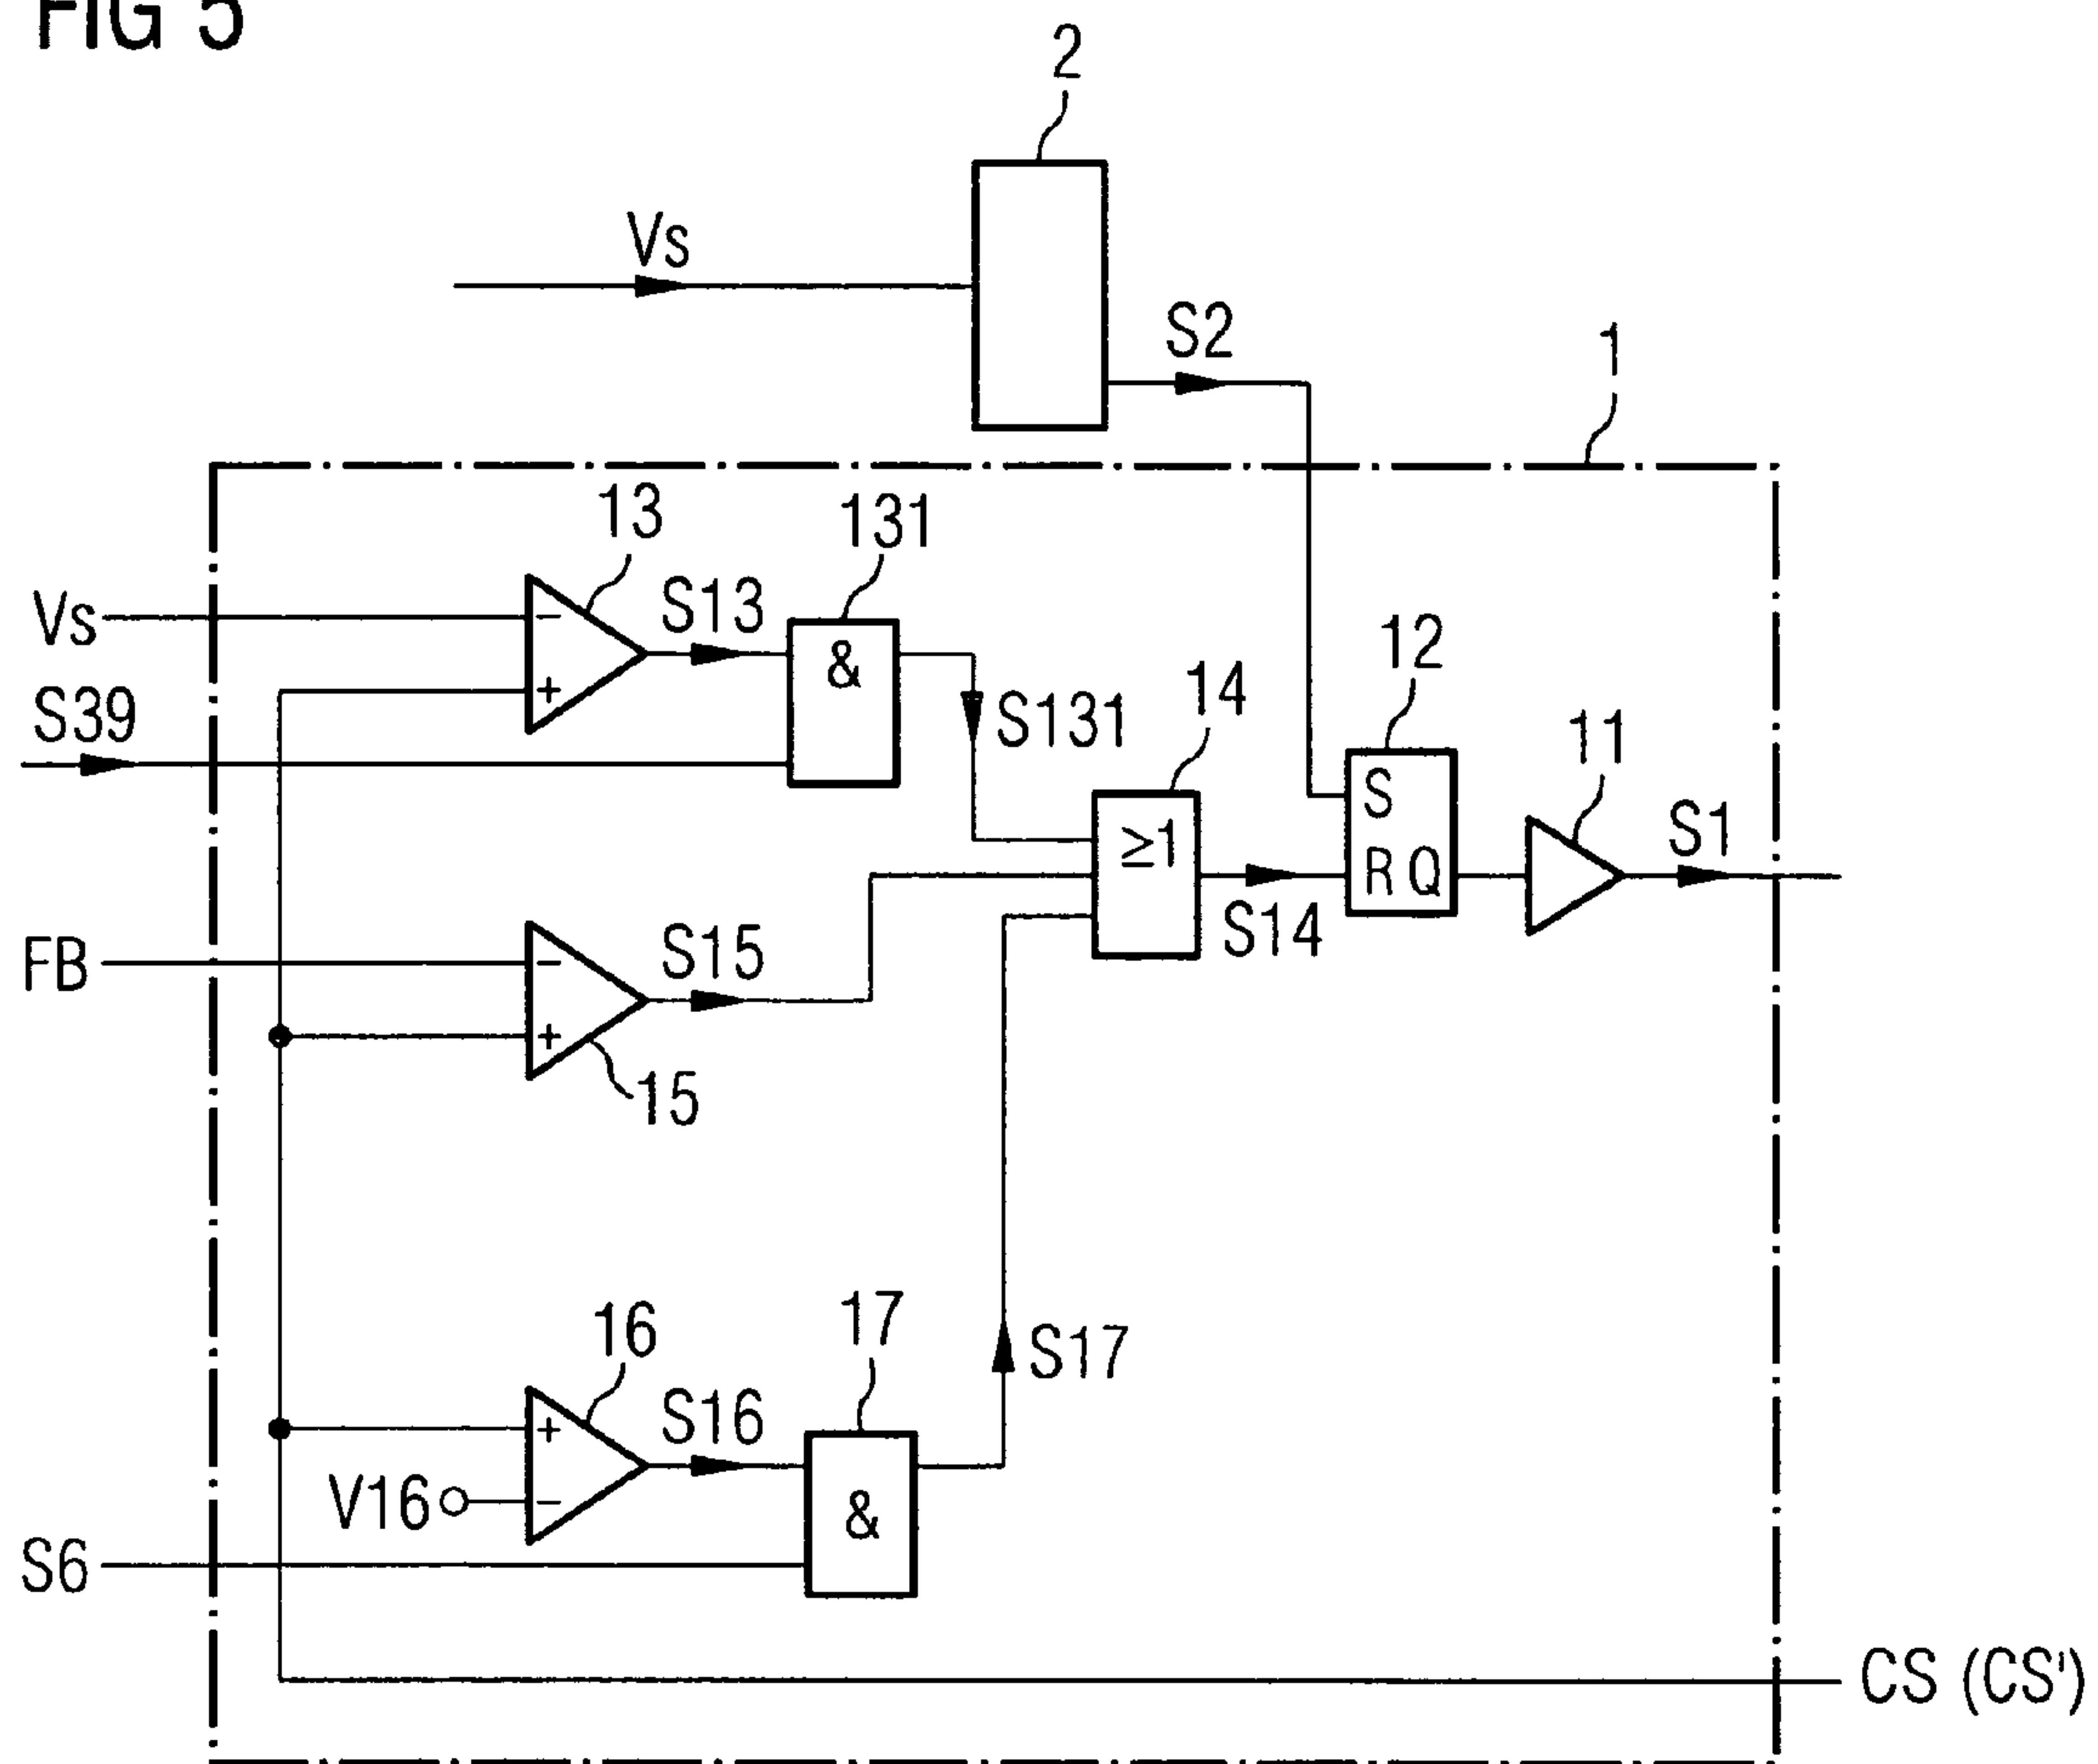 FIG 5
2
Vs
S2
1
13
131
Vs
S13
&
12
14
S39
S131
11
S
S1
≥1
R Q
S14
FB
S15
15
16
17
S17
S16
V16
&
S6
CS (CS')
-
+
-
+
+
-